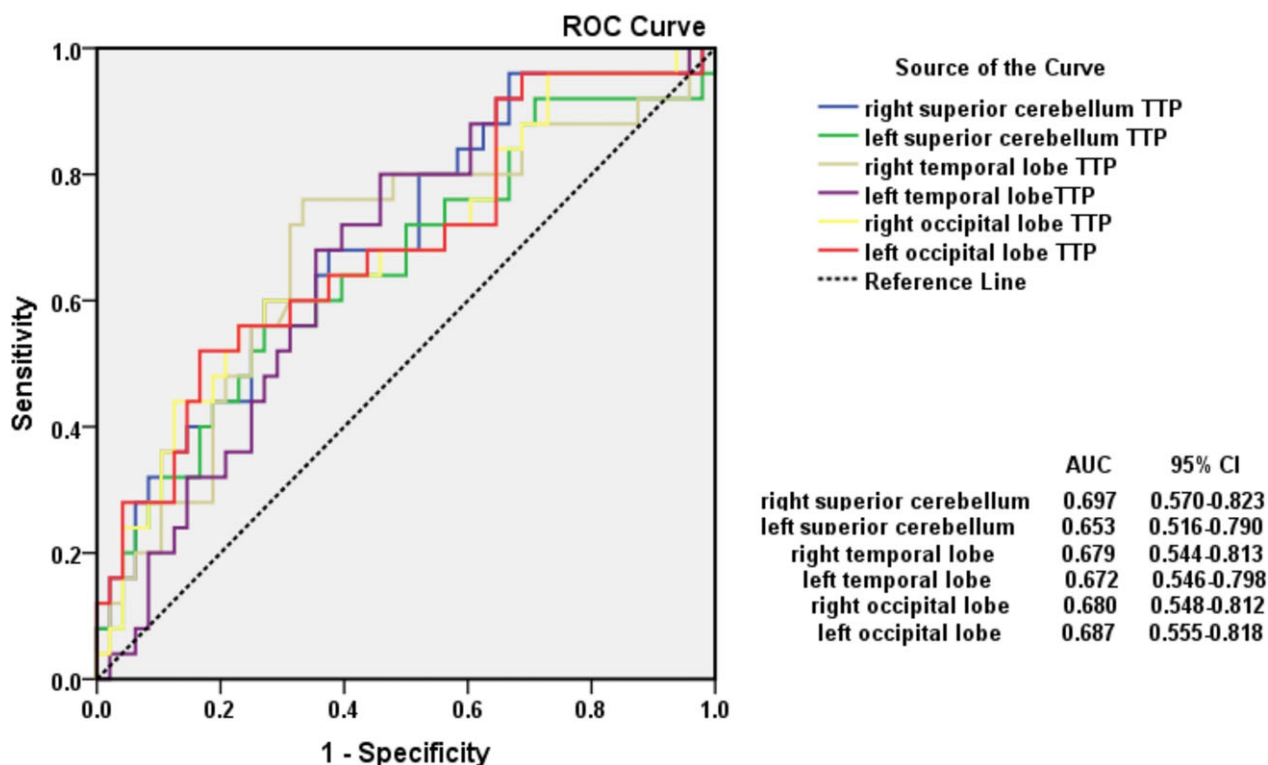 ROC Curve
1.0
0.8
0.6
0.4
0.2
0.0
Sensitivity
0.0 0.2 0.4 0.6 0.8 1.0
1 - Specificity
Source of the Curve
right superior cerebellum TTP
left superior cerebellum TTP
right temporal lobe TTP
left temporal lobeTTP
right occipital lobe TTP
left occipital lobe TTP
Reference Line
AUC 95% CI
right superior cerebellum 0.697 0.570-0.823
left superior cerebellum 0.653 0.516-0.790
right temporal lobe 0.679 0.544-0.813
left temporal lobe 0.672 0.546-0.798
right occipital lobe 0.680 0.548-0.812
left occipital lobe 0.687 0.555-0.818